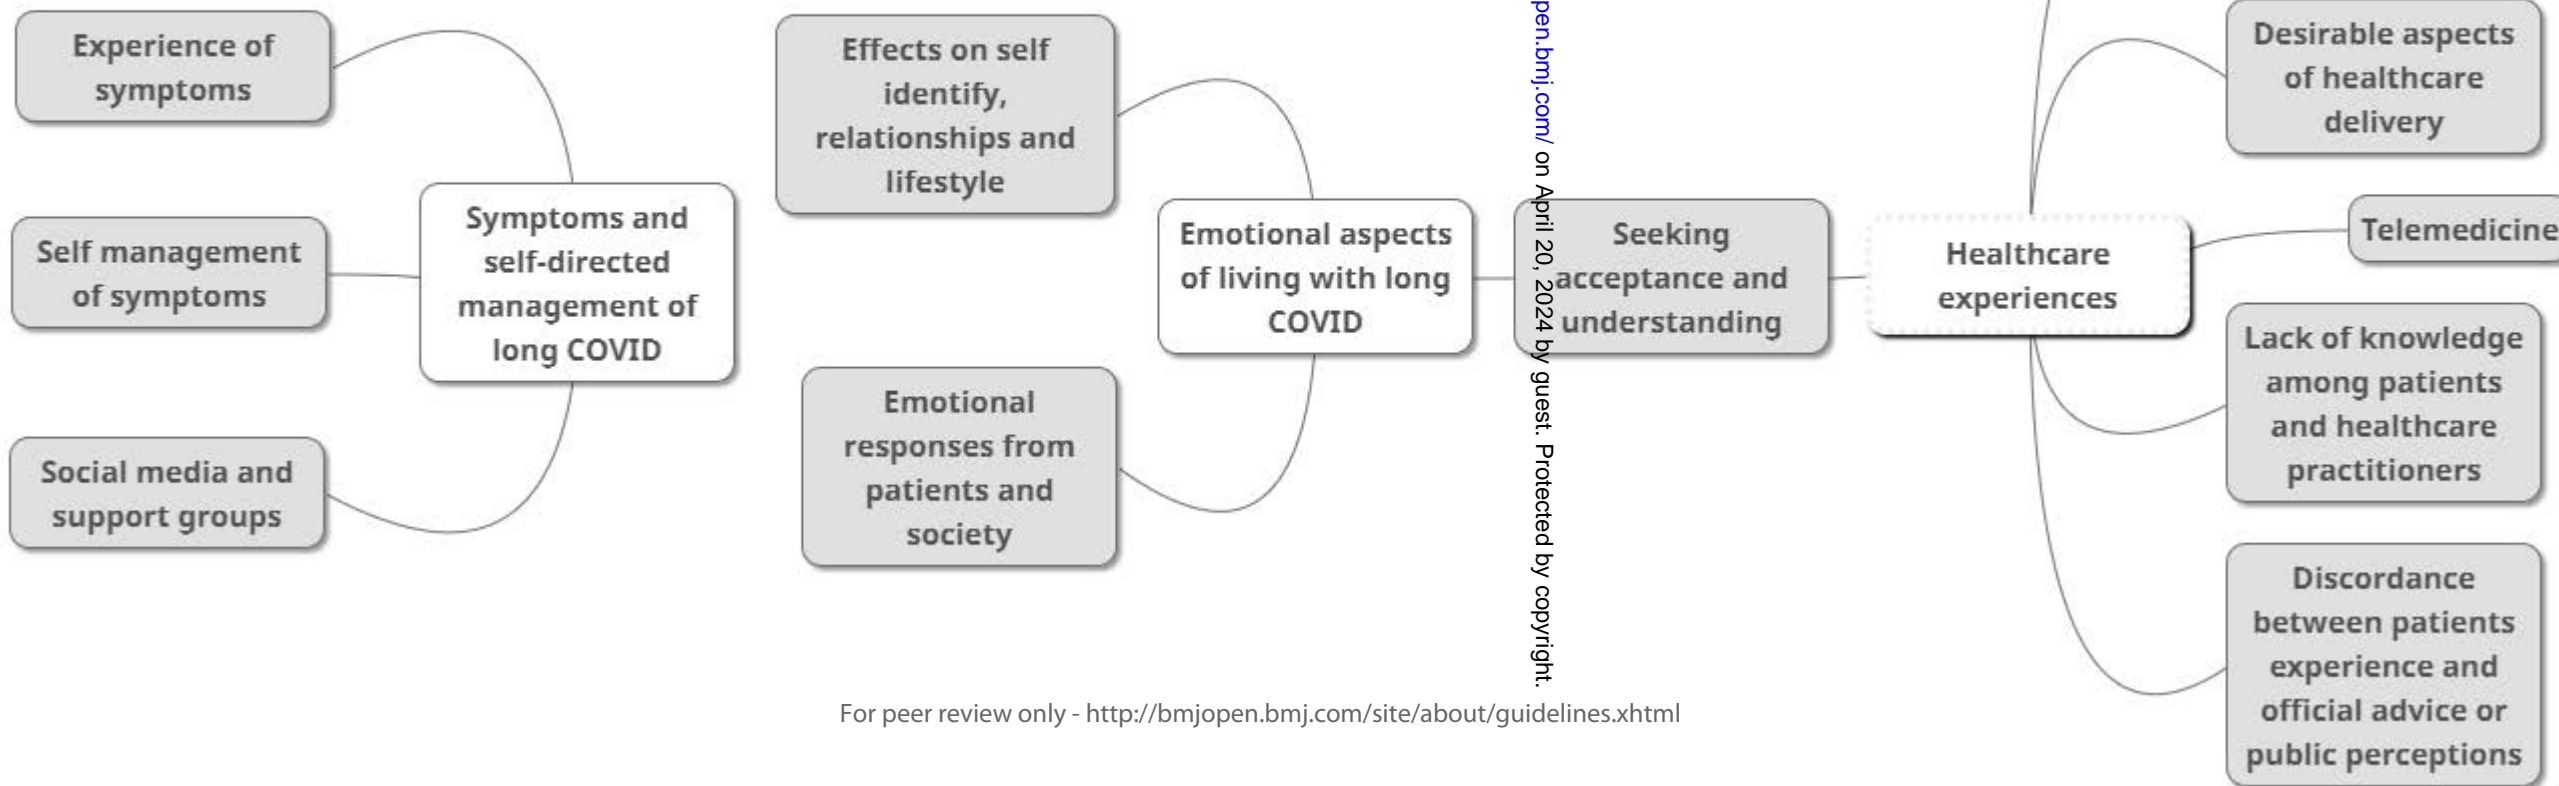 Experience of
symptoms
Self management
of symptoms
Social media and
support groups
Symptoms and
self-directed
management of
long COVID
Effects on self
identify,
relationships and
lifestyle
Emotional
responses from
patients and
society
Emotional aspects
of living with long
COVID
Seeking
acceptance and
understanding
pen.bmj.com/ on April 20, 2024 by guest. Protected by copyright.
Healthcare
experiences
Desirable aspects
of healthcare
delivery
Telemedicine
Lack of knowledge
among patients
and healthcare
practitioners
Discordance
between patients
experience and
official advice or
public perceptions
For peer review only - http://bmjopen.bmj.com/site/about/guidelines.xhtml